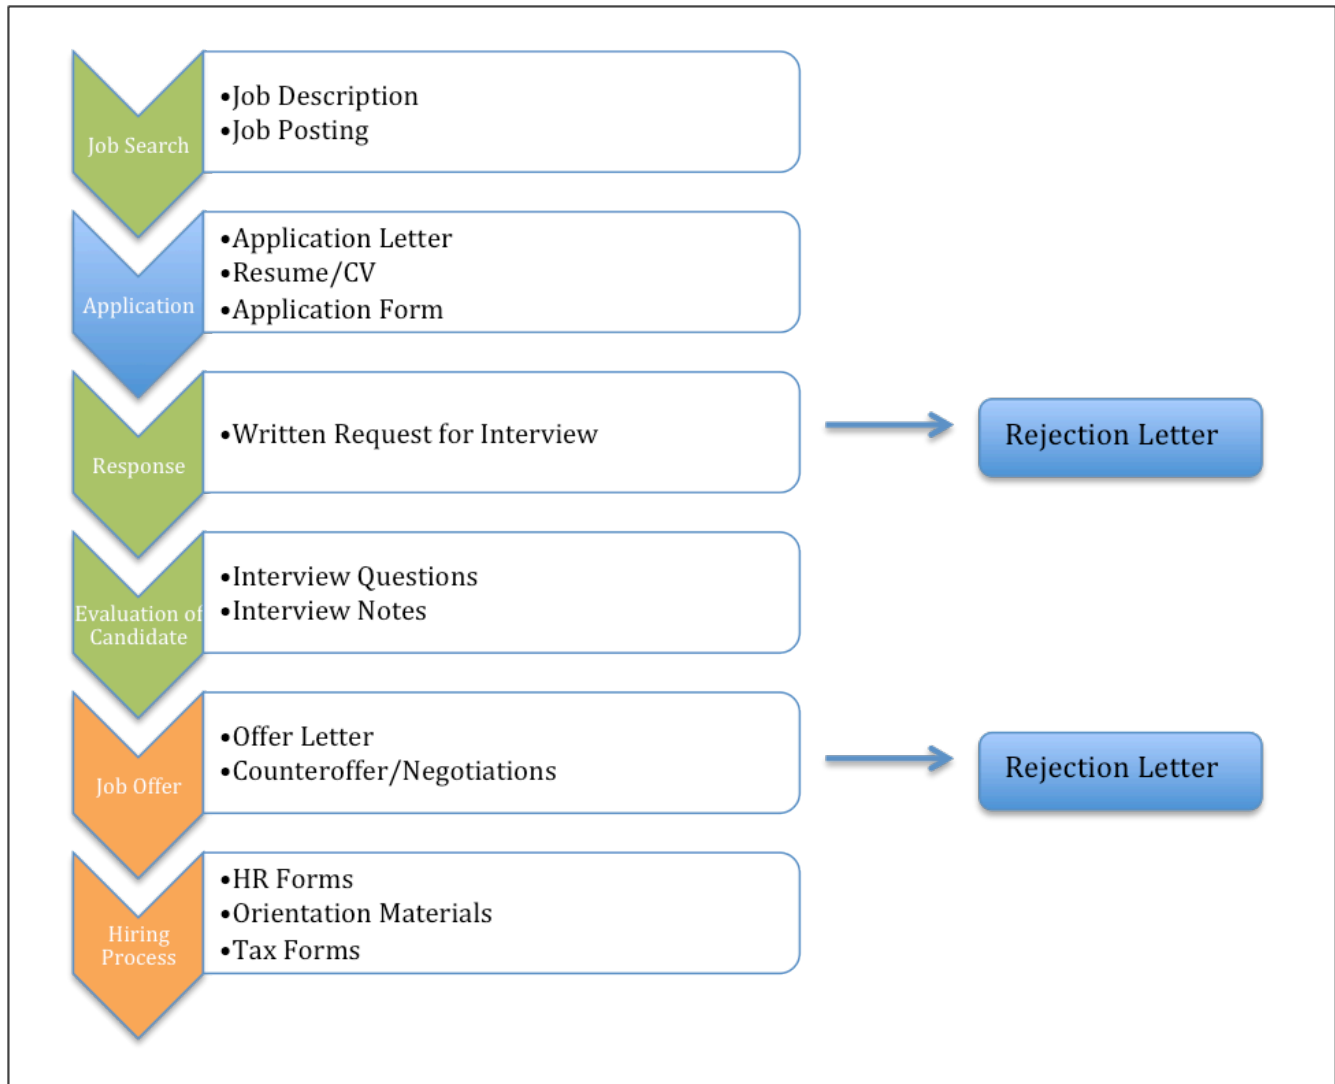 Job Search
•Job Description
•Job Posting
Application
•Application Letter
•Resume/CV
•Application Form
Response
•Written Request for Interview
Rejection Letter
Evaluation of
Candidate
•Interview Questions
•Interview Notes
Job Offer
•Offer Letter
•Counteroffer/Negotiations
Rejection Letter
Hiring
Process
•HR Forms
•Orientation Materials
•Tax Forms